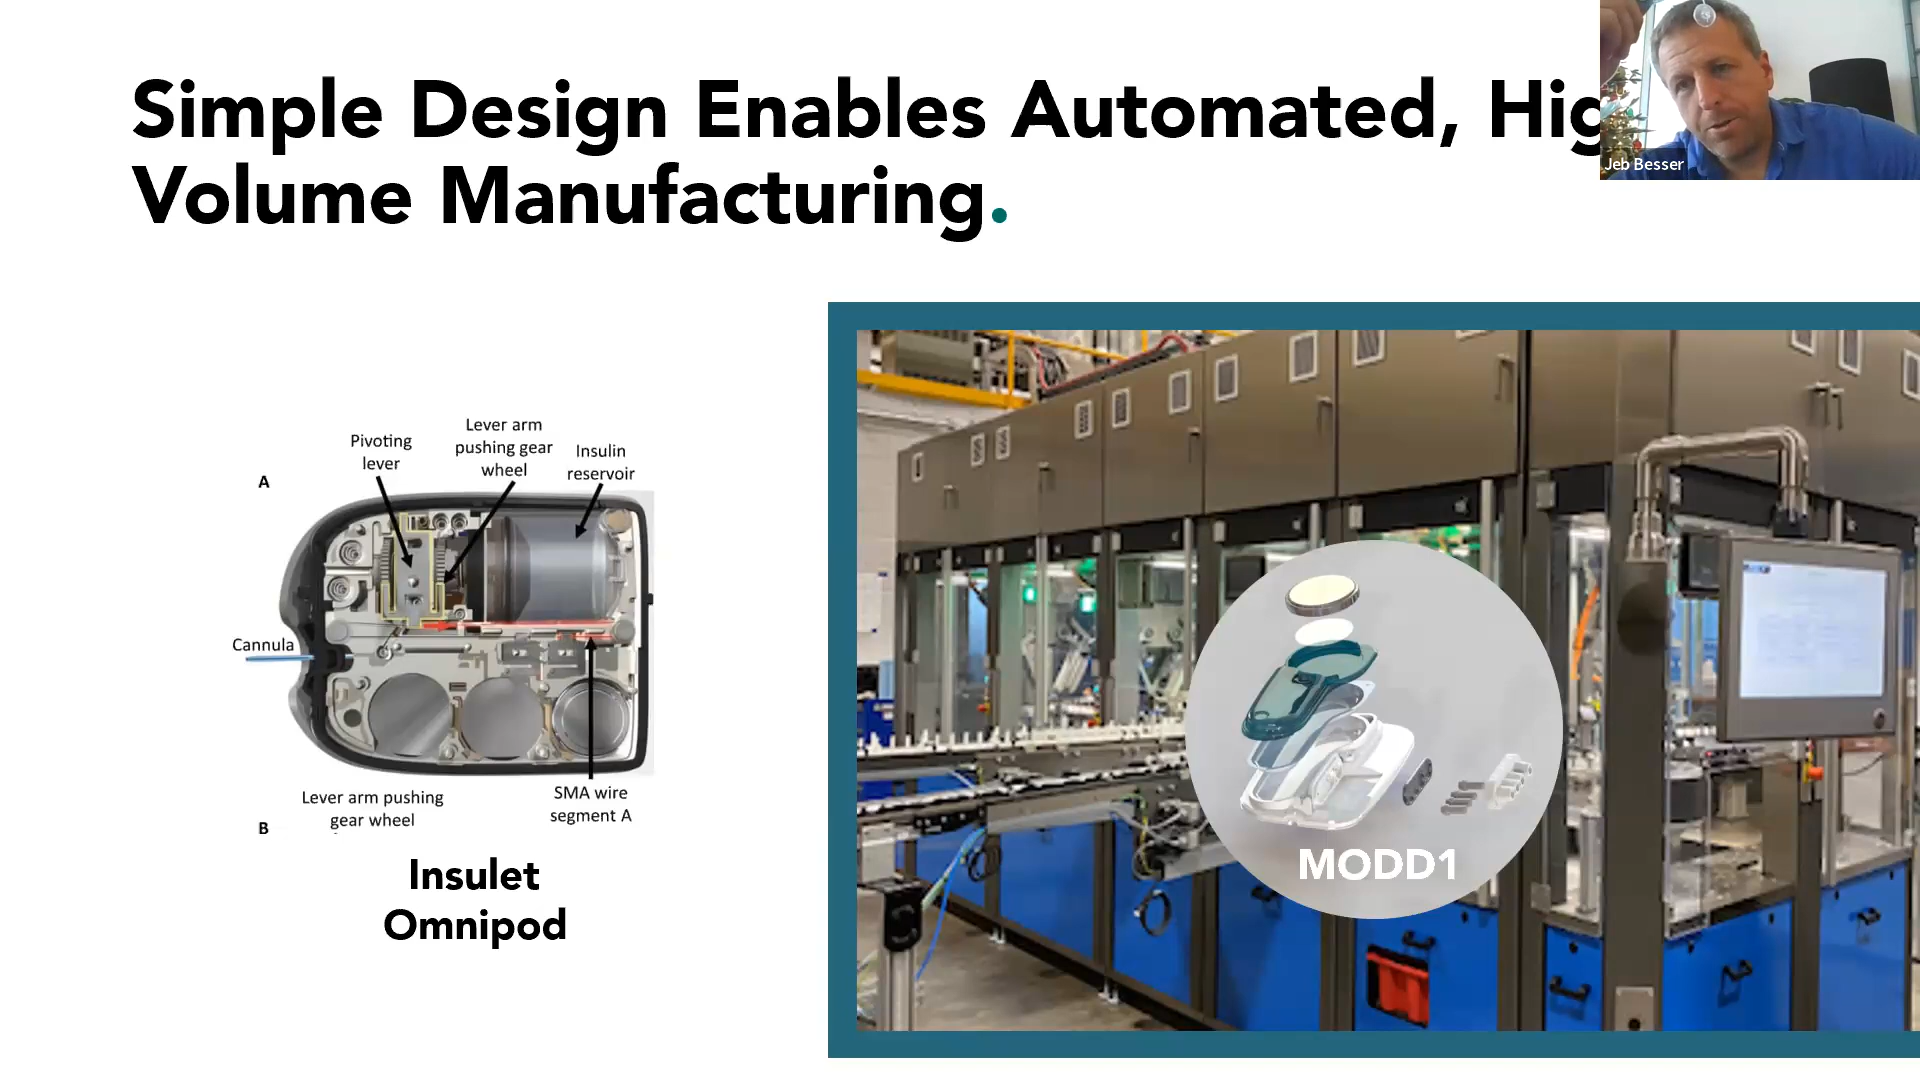 Simple Design Enables Automated, Hig
Volume Manufacturing.
Jeb Besser
Lever arm
pushing gear
wheel
Pivoting
lever
Insulin
reservoir
A
Cannula
Lever arm pushing
gear wheel
SMA wire
segment A
B
Insulet
Omnipod
MODD1